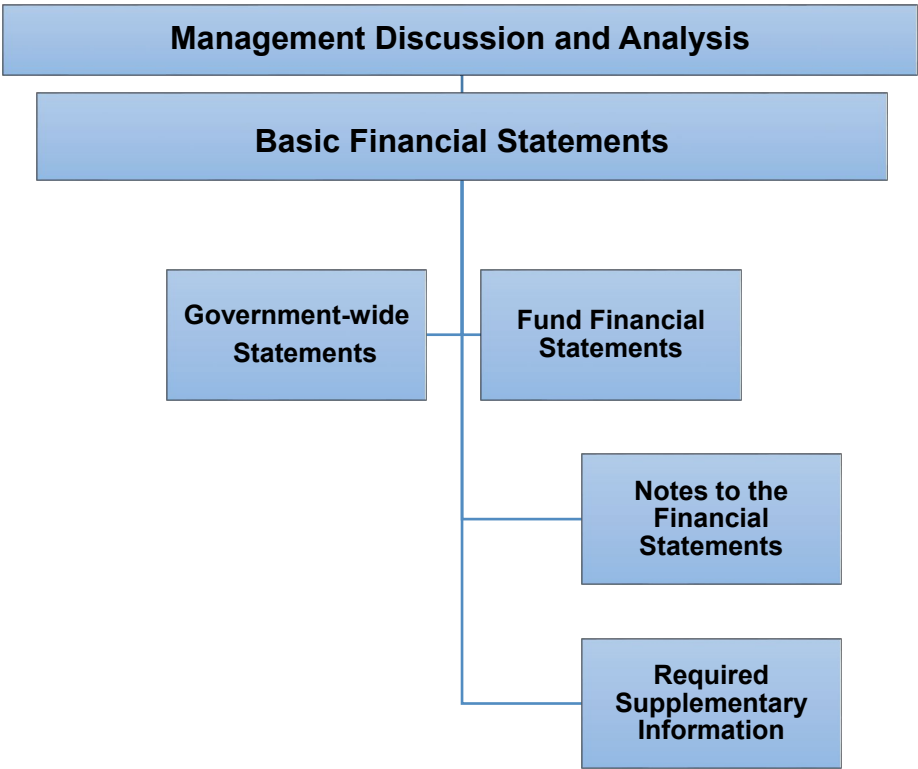 Management Discussion and Analysis
Basic Financial Statements
Government-wide
Statements
Fund Financial
Statements
Notes to the
Financial
Statements
Required
Supplementary
Information